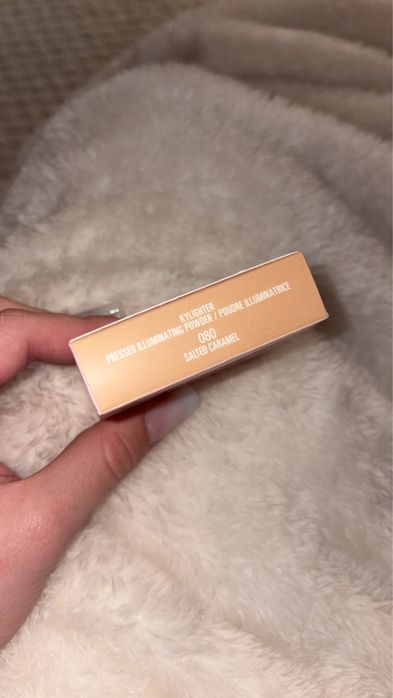 KYLIGHTER
PRESSED ILLUMINATING POWDER / POUDRE ILLUMINATRICE
080
SALTED CARAMEL